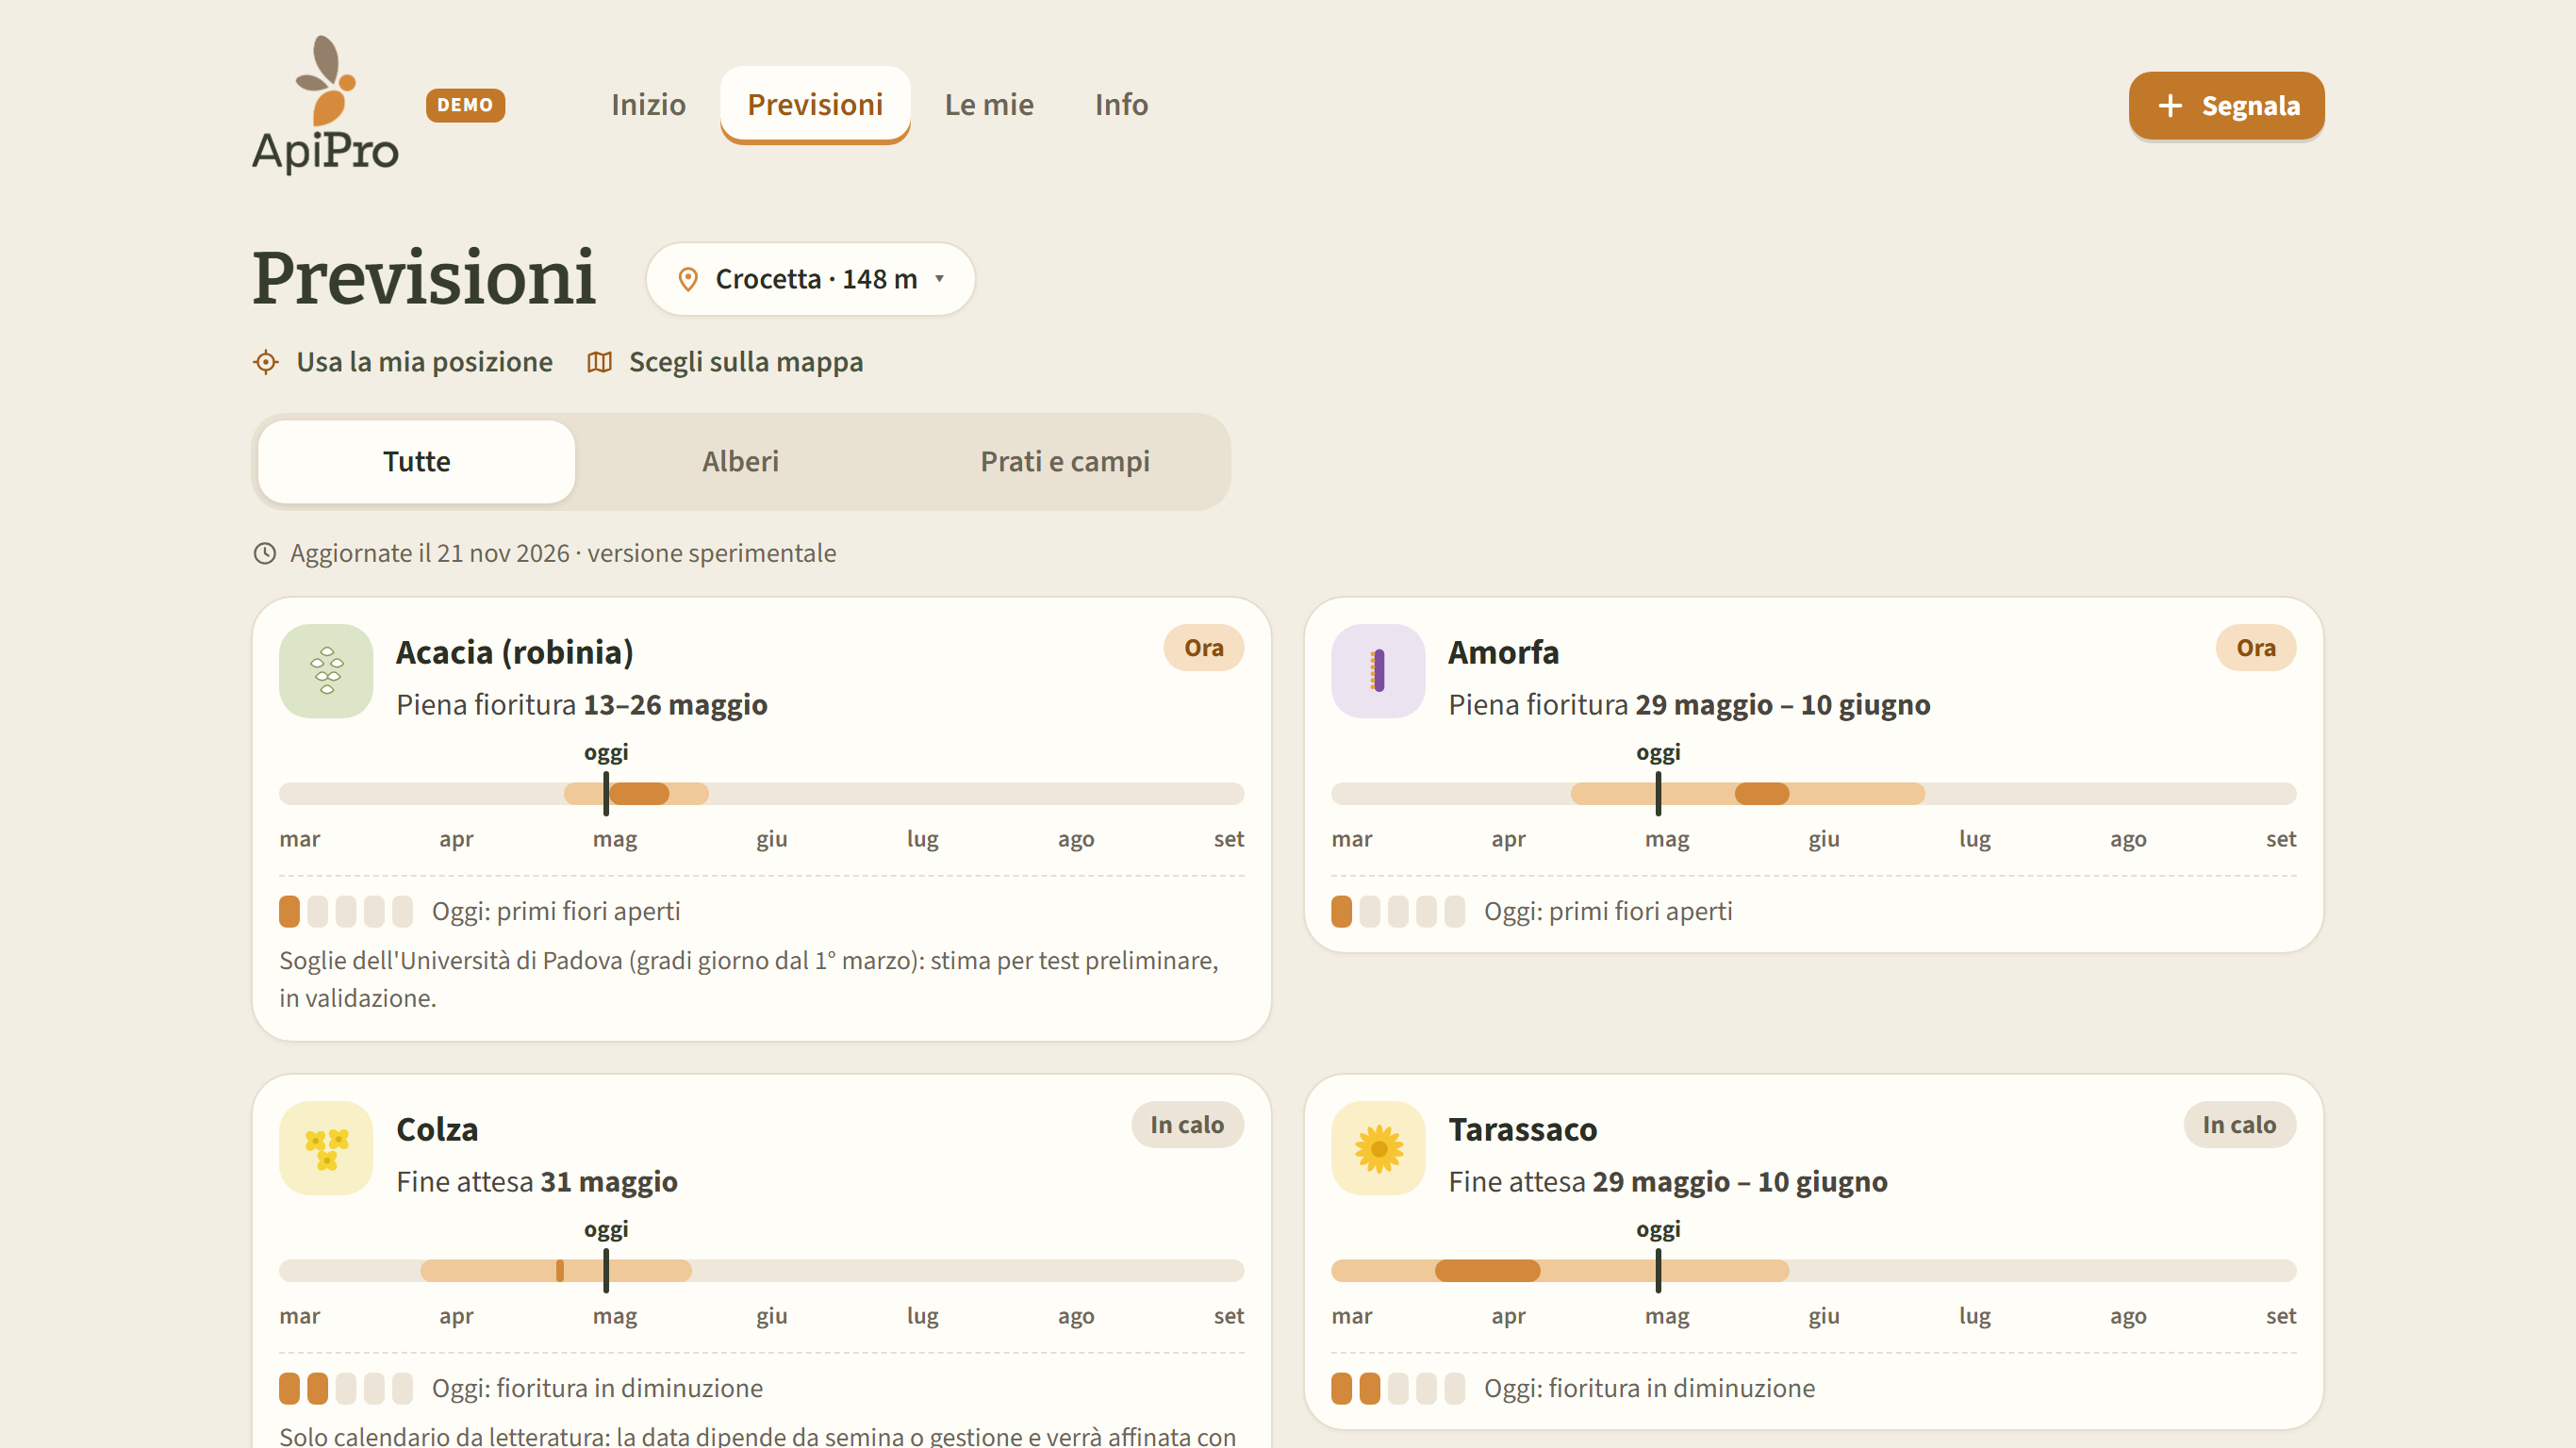 ApiPro
DEMO
Inizio
Previsioni
Le mie
Info
Segnala
Previsioni
Crocetta · 148 m
Usa la mia posizione
Scegli sulla mappa
Tutte
Alberi
Prati e campi
Aggiornate il 21 nov 2026 · versione sperimentale
Acacia (robinia)
Ora
Piena fioritura 13–26 maggio
oggi
mar apr mag giu lug ago set
Oggi: primi fiori aperti
Soglie dell'Università di Padova (gradi giorno dal 1° marzo): stima per test preliminare,
in validazione.
Amorfa
Ora
Piena fioritura 29 maggio – 10 giugno
oggi
mar apr mag giu lug ago set
Oggi: primi fiori aperti
Colza
In calo
Fine attesa 31 maggio
oggi
mar apr mag giu lug ago set
Oggi: fioritura in diminuzione
Solo calendario da letteratura: la data dipende da semina o gestione e verrà affinata con
Tarassaco
In calo
Fine attesa 29 maggio – 10 giugno
oggi
mar apr mag giu lug ago set
Oggi: fioritura in diminuzione